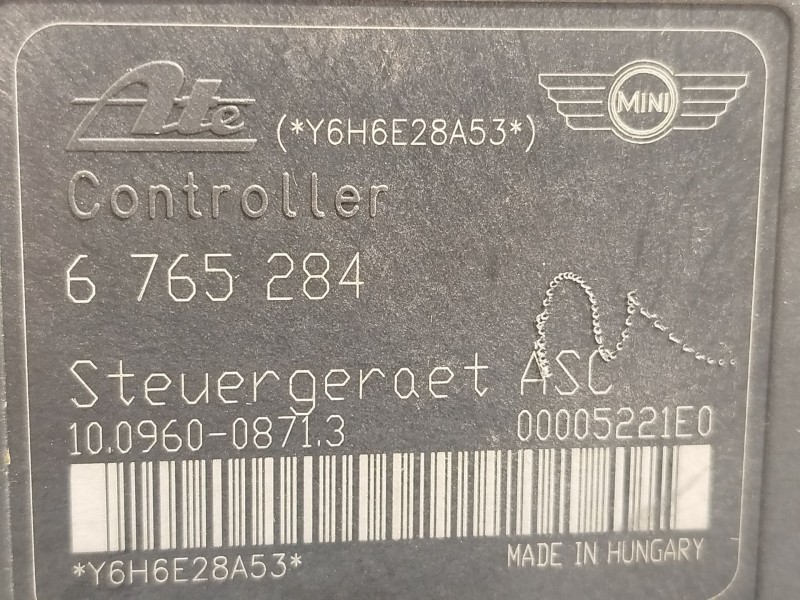 Ate (*Y6H6E28A53*) MINI
Controller
6 765 284
Steuergeraet ASC
10.0960-0871.3 00005221E0
*Y6H6E28A53* MADE IN HUNGARY